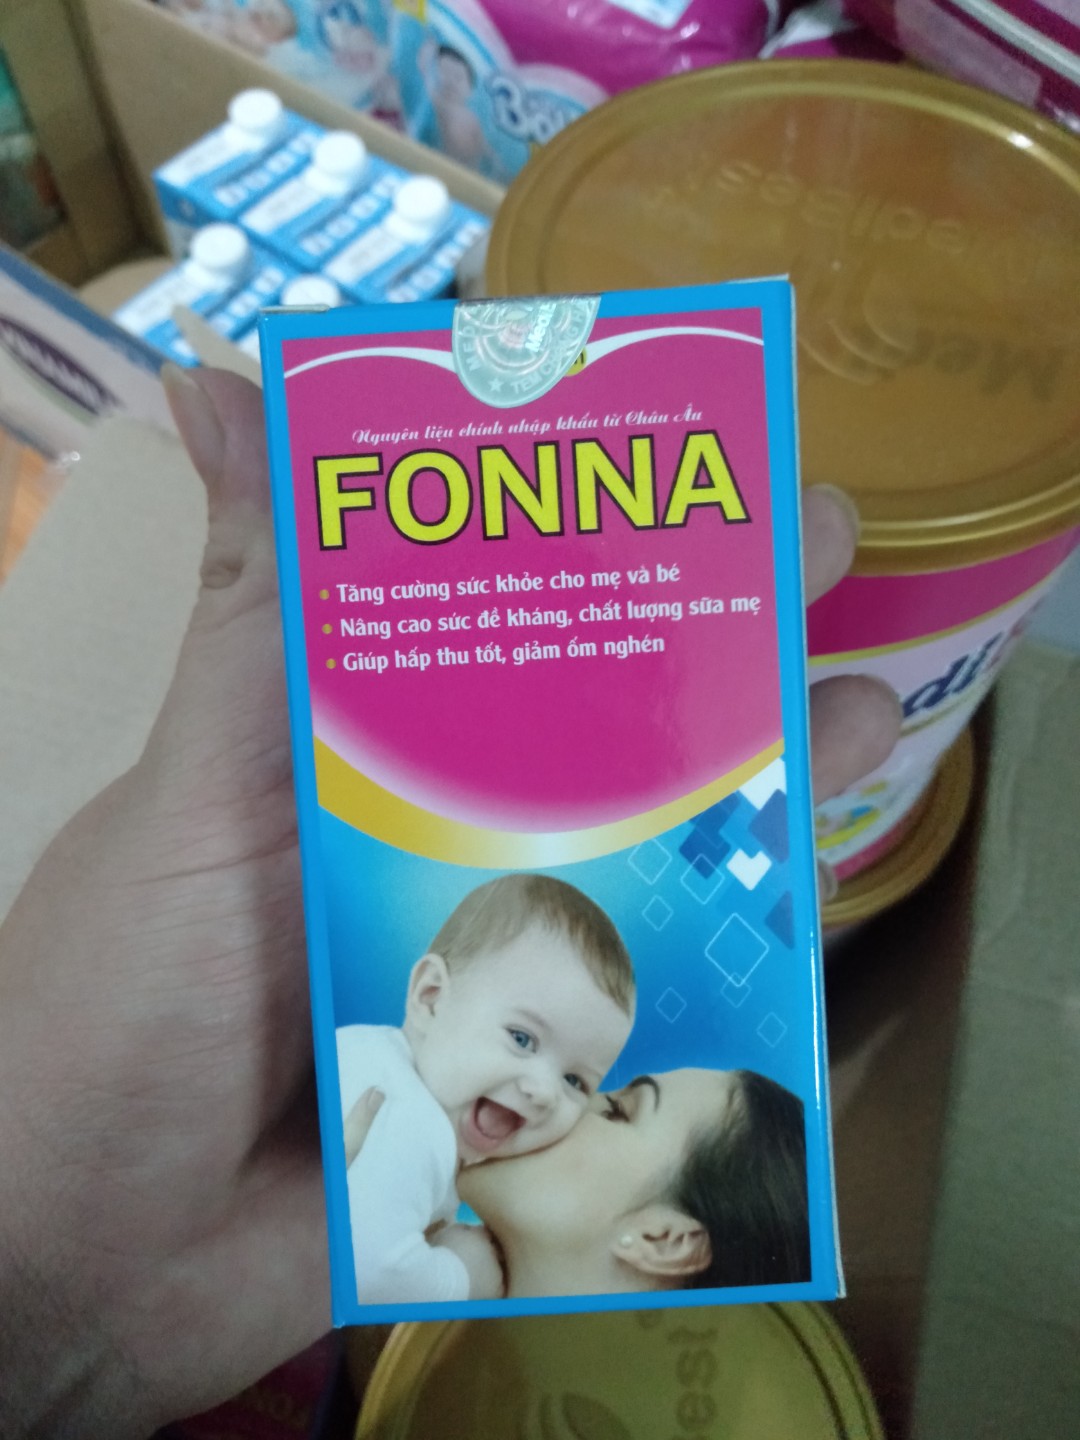 Nguyên liệu chính nhập khẩu từ Châu Âu
FONNA
• Tăng cường sức khỏe cho mẹ và bé
• Nâng cao sức đề kháng, chất lượng sữa mẹ
• Giúp hấp thu tốt, giảm ốm nghén